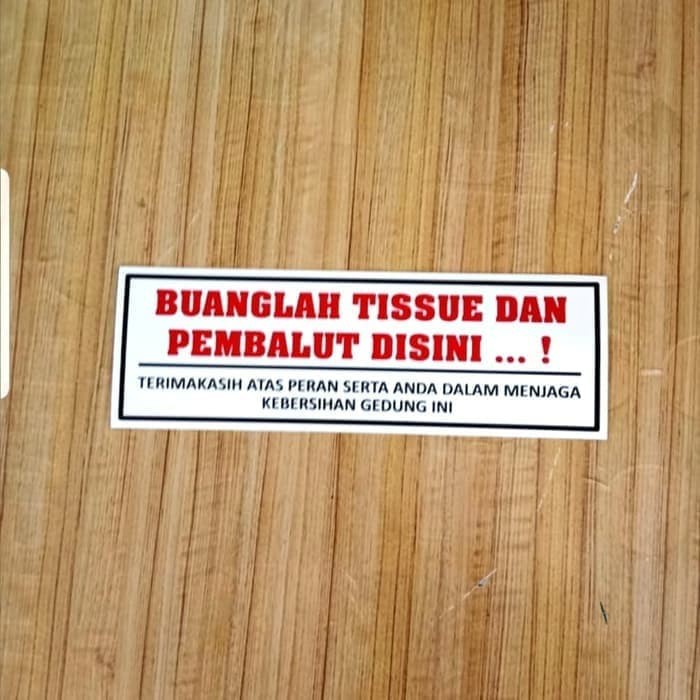 BUANGLAH TISSUE DAN
PEMBALUT DISINI ... !
TERIMAKASIH ATAS PERAN SERTA ANDA DALAM MENJAGA
KEBERSIHAN GEDUNG INI